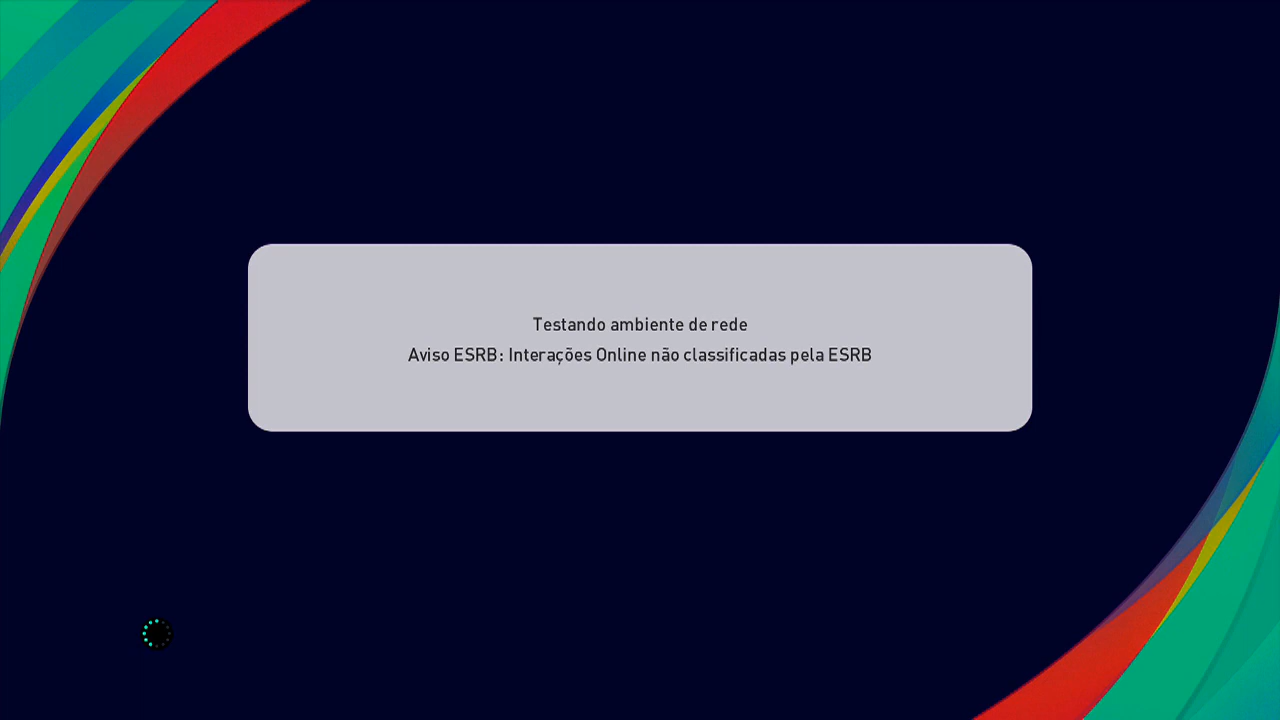 Testando ambiente de rede
Aviso ESRB: Interações Online não classificadas pela ESRB